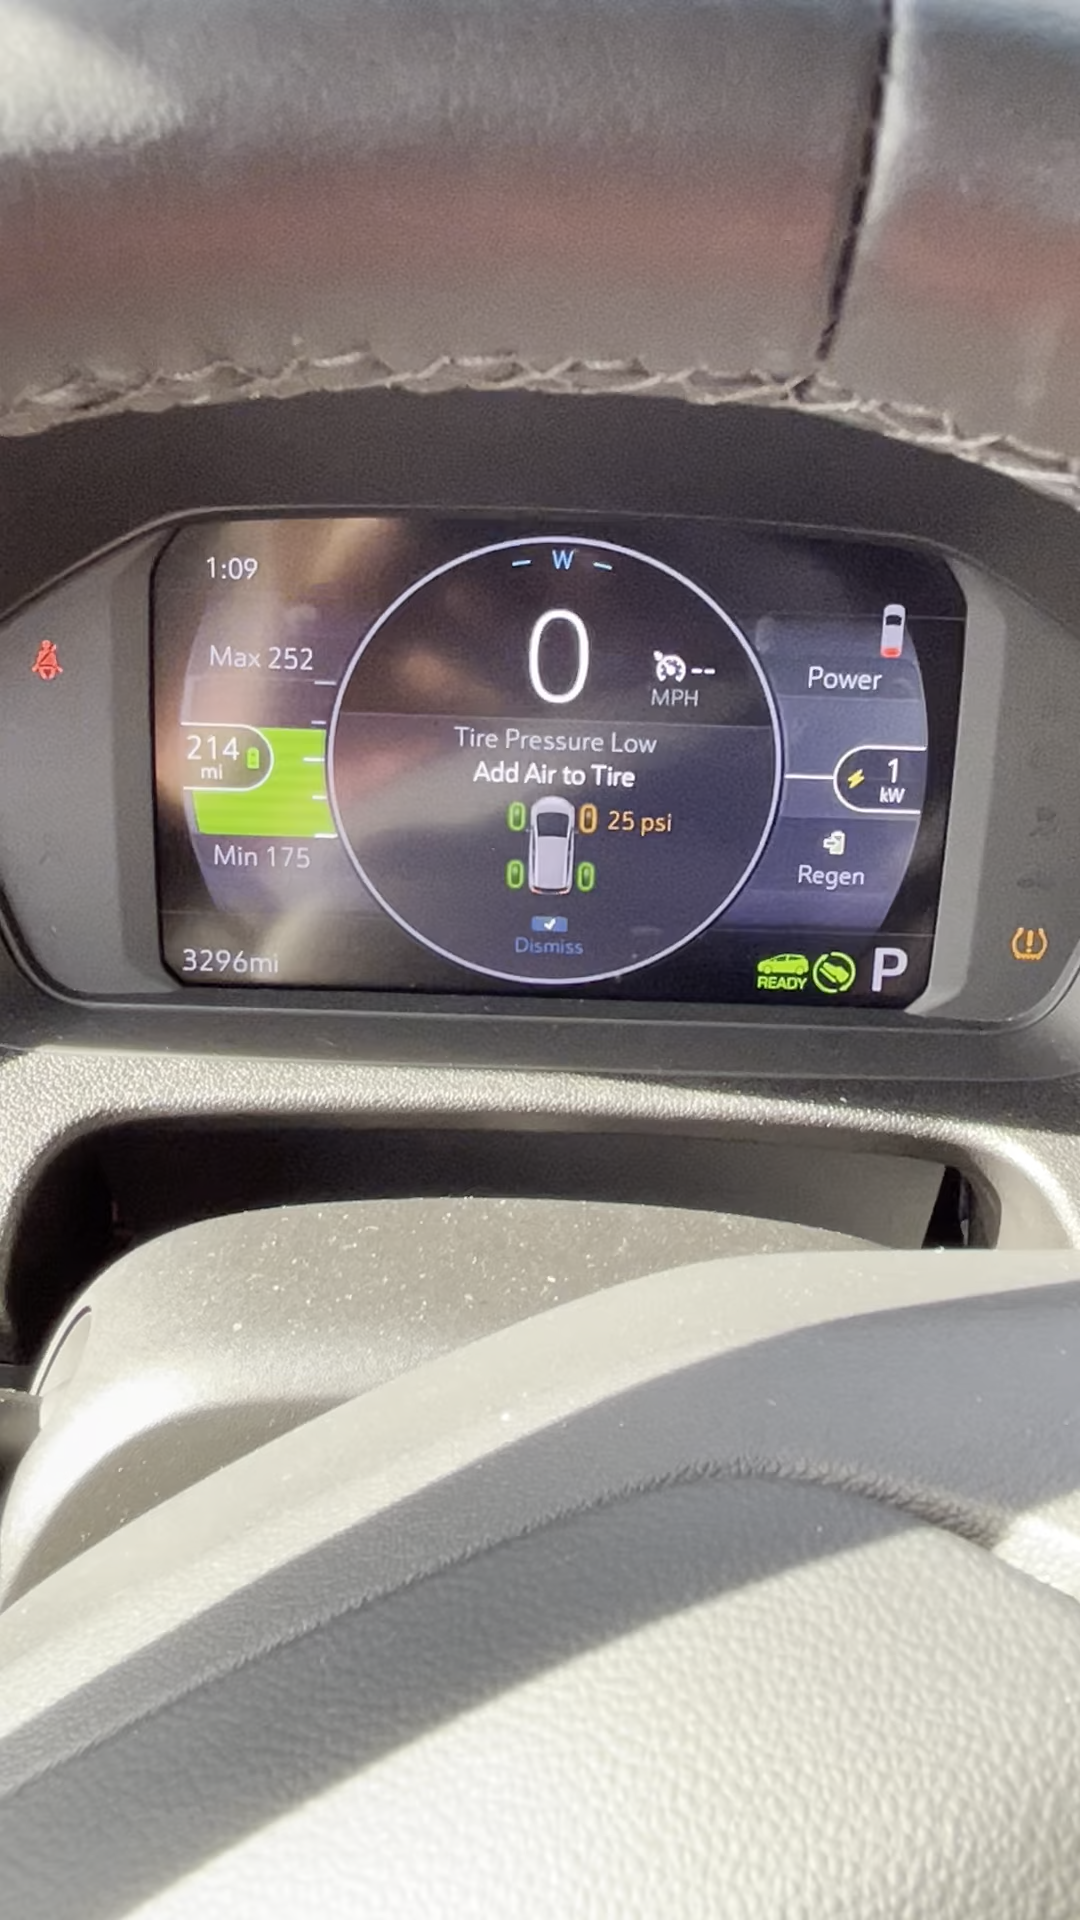 1:09
W
Max 252
0
--
MPH
Power
214
mi
Tire Pressure Low
Add Air to Tire
1
kW
25 psi
Min 175
Regen
Dismiss
3296mi
READY
P